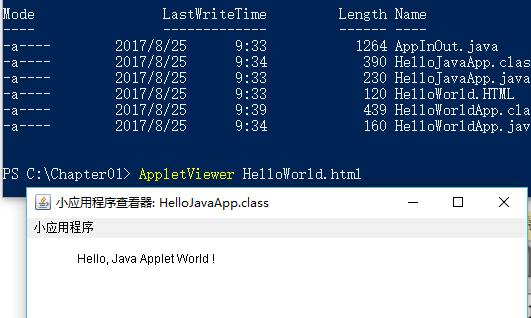 Mode LastWriteTime Length Name
---- ------------- ------ ----
-a---- 2017/8/25 9:33 1264 AppInOut.java
-a---- 2017/8/25 9:34 390 HelloJavaApp.class
-a---- 2017/8/25 9:33 230 HelloJavaApp.java
-a---- 2017/8/25 9:33 120 HelloWorld.HTML
-a---- 2017/8/25 9:39 439 HelloWorldApp.cla
-a---- 2017/8/25 9:34 160 HelloWorldApp.jav
PS C:\Chapter01> AppletViewer HelloWorld.html
小应用程序查看器: HelloJavaApp.class
小应用程序
Hello, Java Applet World !